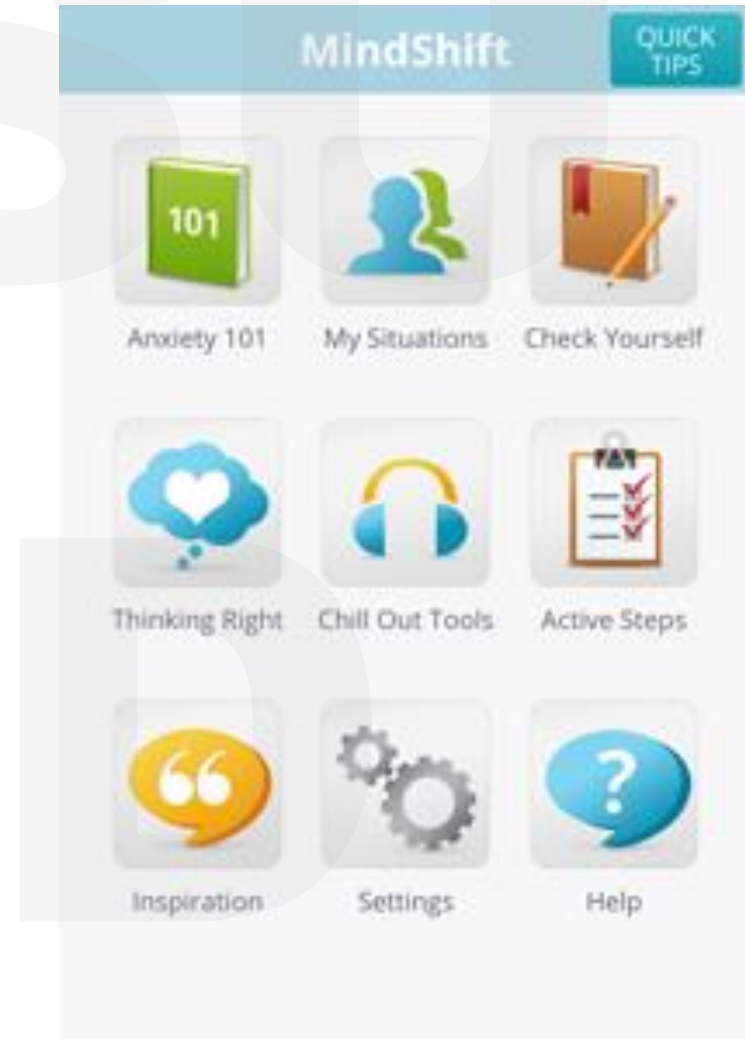 MindShift
QUICK
TIPS
101
Anxiety 101
My Situations
Check Yourself
Thinking Right
Chill Out Tools
Active Steps
“
Inspiration
Settings
?
Help